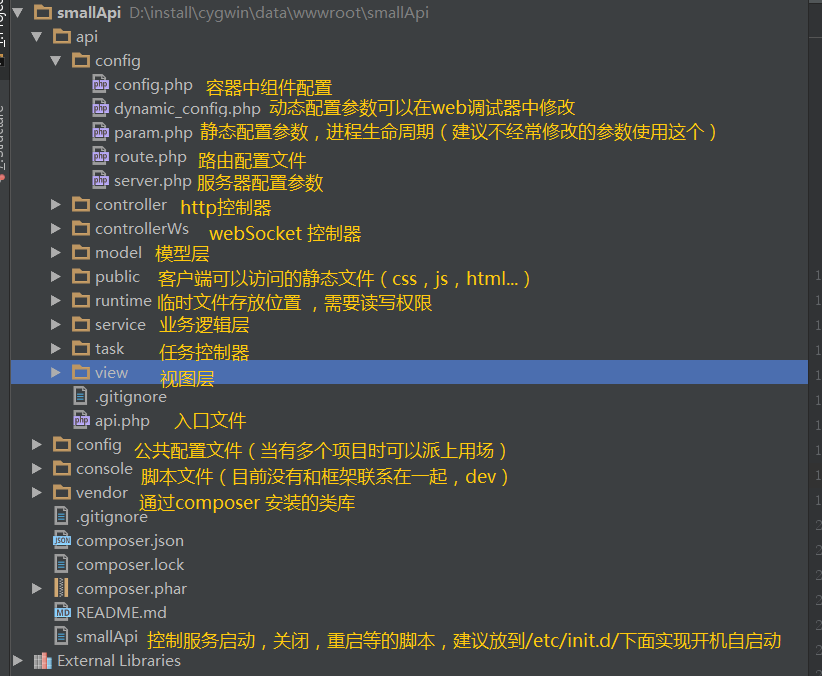 smallApi D:\install\cygwin\data\wwwroot\smallApi
api
config
config.php 容器中组件配置
dynamic_config.php 动态配置参数可以在web调试器中修改
param.php 静态配置参数，进程生命周期（建议不经常修改的参数使用这个）
route.php 路由配置文件
server.php 服务器配置参数
controller http控制器
controllerWs webSocket 控制器
model 模型层
public 客户端可以访问的静态文件（css，js，html...）
runtime 临时文件存放位置 ，需要读写权限
service 业务逻辑层
task 任务控制器
view 视图层
.gitignore
api.php 入口文件
config 公共配置文件（当有多个项目时可以派上用场）
console 脚本文件（目前没有和框架联系在一起，dev）
vendor 通过composer 安装的类库
.gitignore
composer.json
composer.lock
composer.phar
README.md
smallApi 控制服务启动，关闭，重启等的脚本，建议放到/etc/init.d/下面实现开机自启动
External Libraries